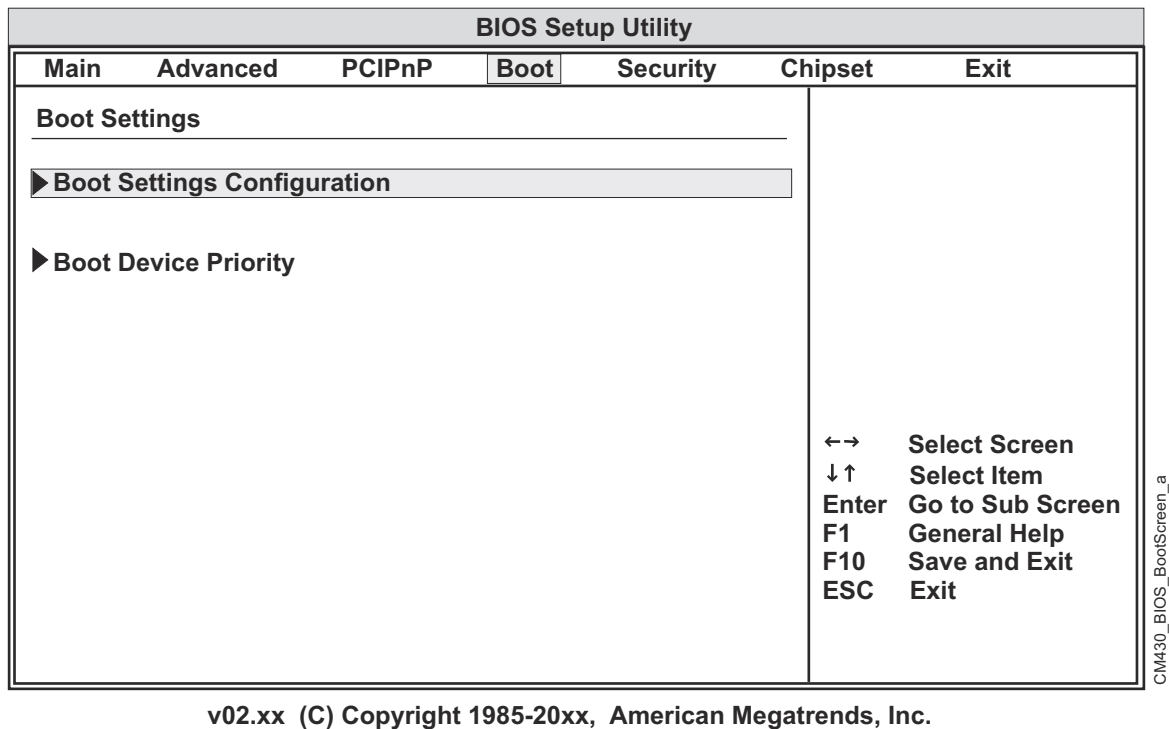 BIOS Setup Utility
Main Advanced PCIPnP Boot Security Chipset Exit
Boot Settings
Boot Settings Configuration
Boot Device Priority
←→ Select Screen
↓↑ Select Item
Enter Go to Sub Screen
F1 General Help
F10 Save and Exit
ESC Exit
CM430_BIOS_BootScreen_a
v02.xx (C) Copyright 1985-20xx, American Megatrends, Inc.